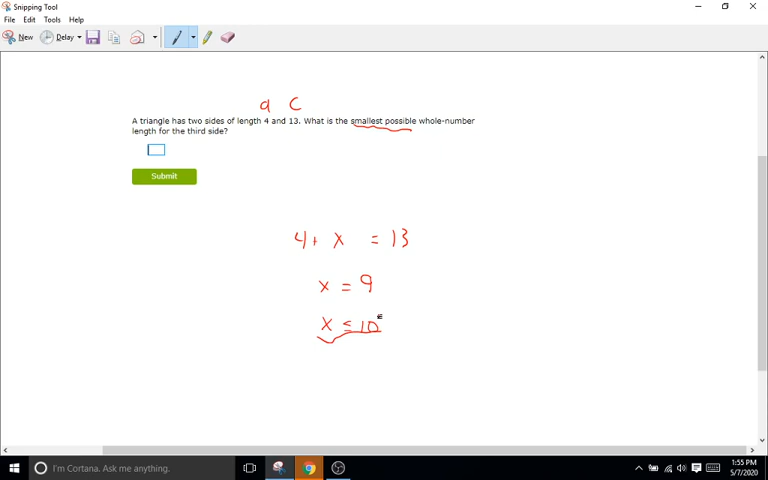 Snipping Tool
File Edit Tools Help
New Delay
a C
A triangle has two sides of length 4 and 13. What is the smallest possible whole-number
length for the third side?
Submit
4+ x = 13
x = 9
x ≤ 10
I'm Cortana. Ask me anything.
1:55 PM
5/7/2020